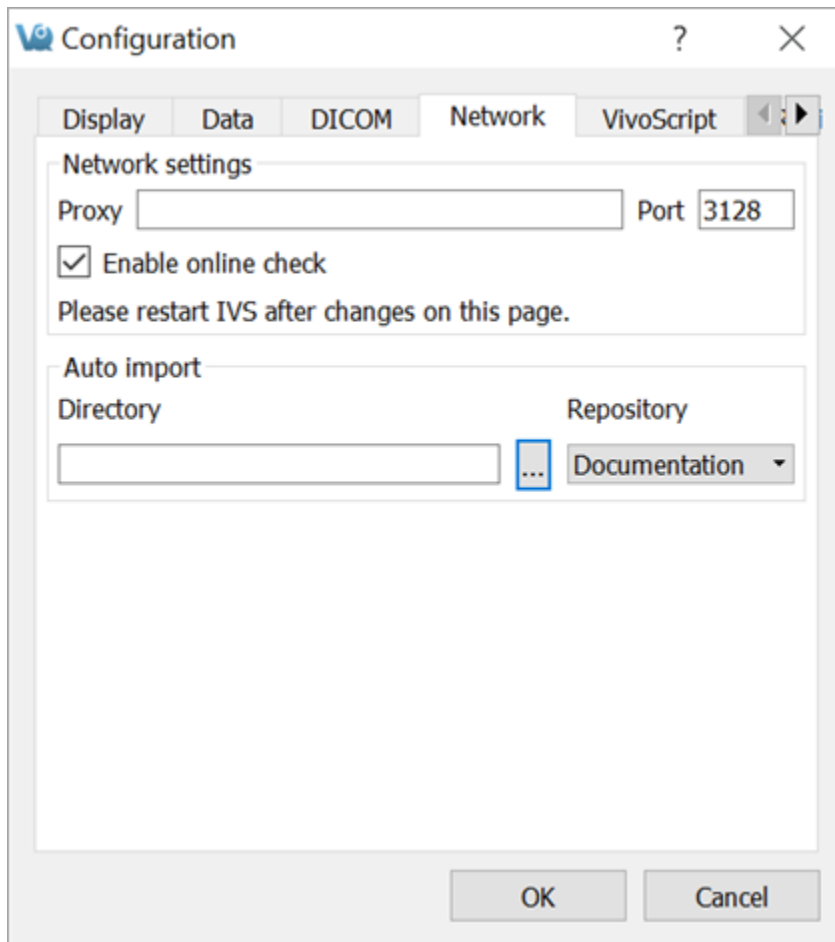 Configuration ?
Display Data DICOM Network VivoScript
Network settings
Proxy Port 3128
Enable online check
Please restart IVS after changes on this page.
Auto import
Directory Repository
... Documentation
OK Cancel